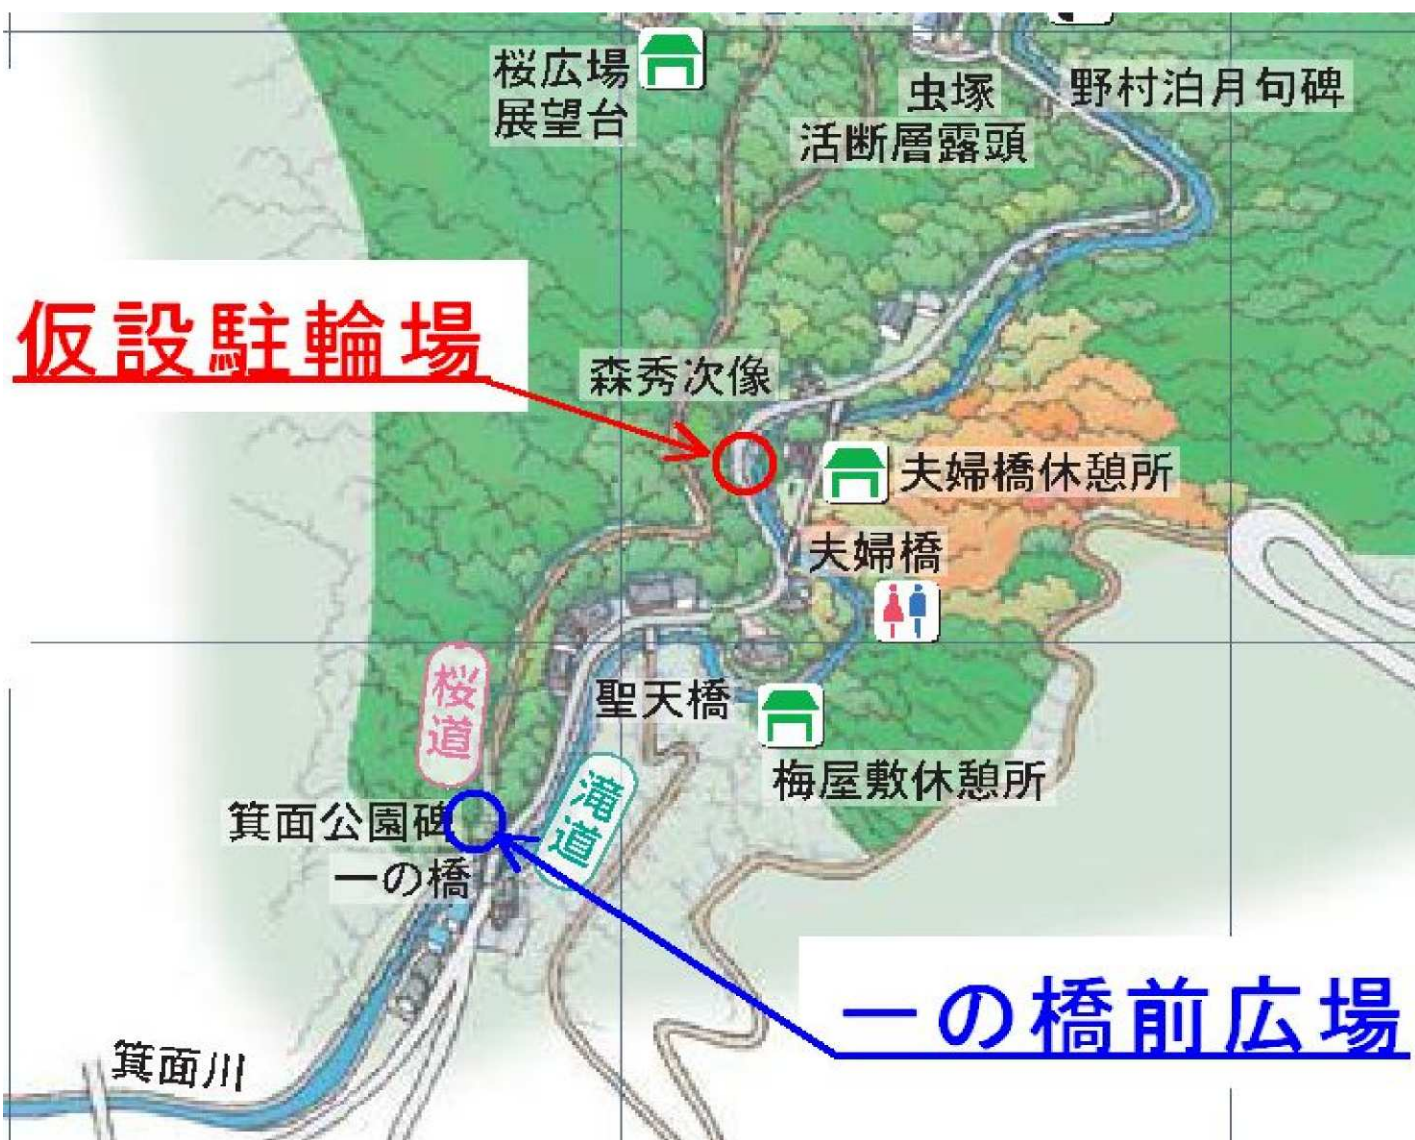 桜広場
展望台
虫塚
活断層露頭
野村泊月句碑
仮設駐輪場
森秀次像
夫婦橋休憩所
夫婦橋
桜道
聖天橋
梅屋敷休憩所
滝道
箕面公園碑
一の橋
一の橋前広場
箕面川